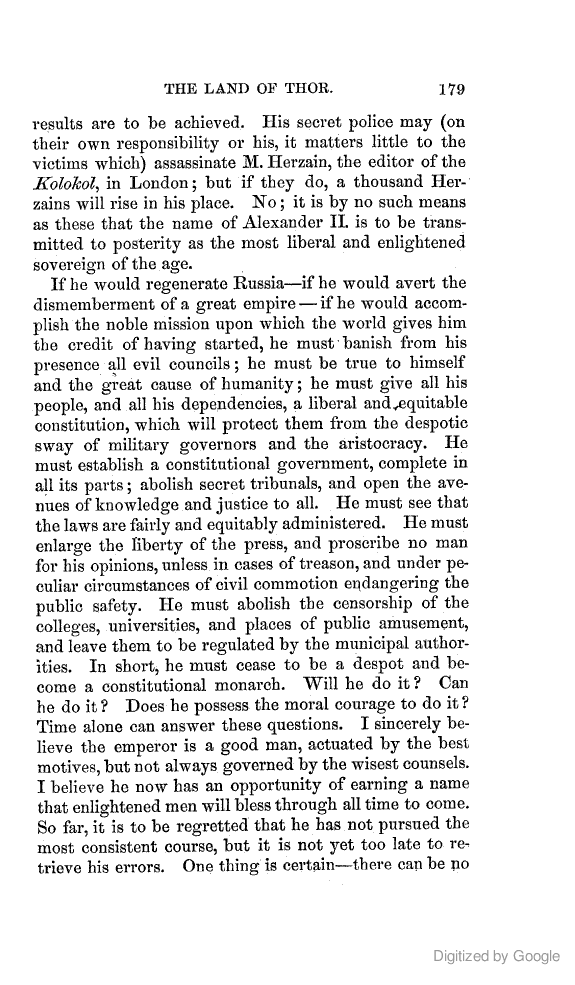 THE LAND OF THOR. 179
results are to be achieved. His secret police may (on
their own responsibility or his, it matters little to the
victims which) assassinate M. Herzain, the editor of the
Kolokol, in London; but if they do, a thousand Her-
zains will rise in his place. No; it is by no such means
as these that the name of Alexander II. is to be trans-
mitted to posterity as the most liberal and enlightened
sovereign of the age.
If he would regenerate Russia—if he would avert the
dismemberment of a great empire—if he would accom-
plish the noble mission upon which the world gives him
the credit of having started, he must banish from his
presence all evil councils; he must be true to himself
and the great cause of humanity; he must give all his
people, and all his dependencies, a liberal and equitable
constitution, which will protect them from the despotic
sway of military governors and the aristocracy. He
must establish a constitutional government, complete in
all its parts; abolish secret tribunals, and open the ave-
nues of knowledge and justice to all. He must see that
the laws are fairly and equitably administered. He must
enlarge the liberty of the press, and proscribe no man
for his opinions, unless in cases of treason, and under pe-
culiar circumstances of civil commotion endangering the
public safety. He must abolish the censorship of the
colleges, universities, and places of public amusement,
and leave them to be regulated by the municipal author-
ities. In short, he must cease to be a despot and be-
come a constitutional monarch. Will he do it? Can
he do it? Does he possess the moral courage to do it?
Time alone can answer these questions. I sincerely be-
lieve the emperor is a good man, actuated by the best
motives, but not always governed by the wisest counsels.
I believe he now has an opportunity of earning a name
that enlightened men will bless through all time to come.
So far, it is to be regretted that he has not pursued the
most consistent course, but it is not yet too late to re-
trieve his errors. One thing is certain—there can be no
Digitized by Google